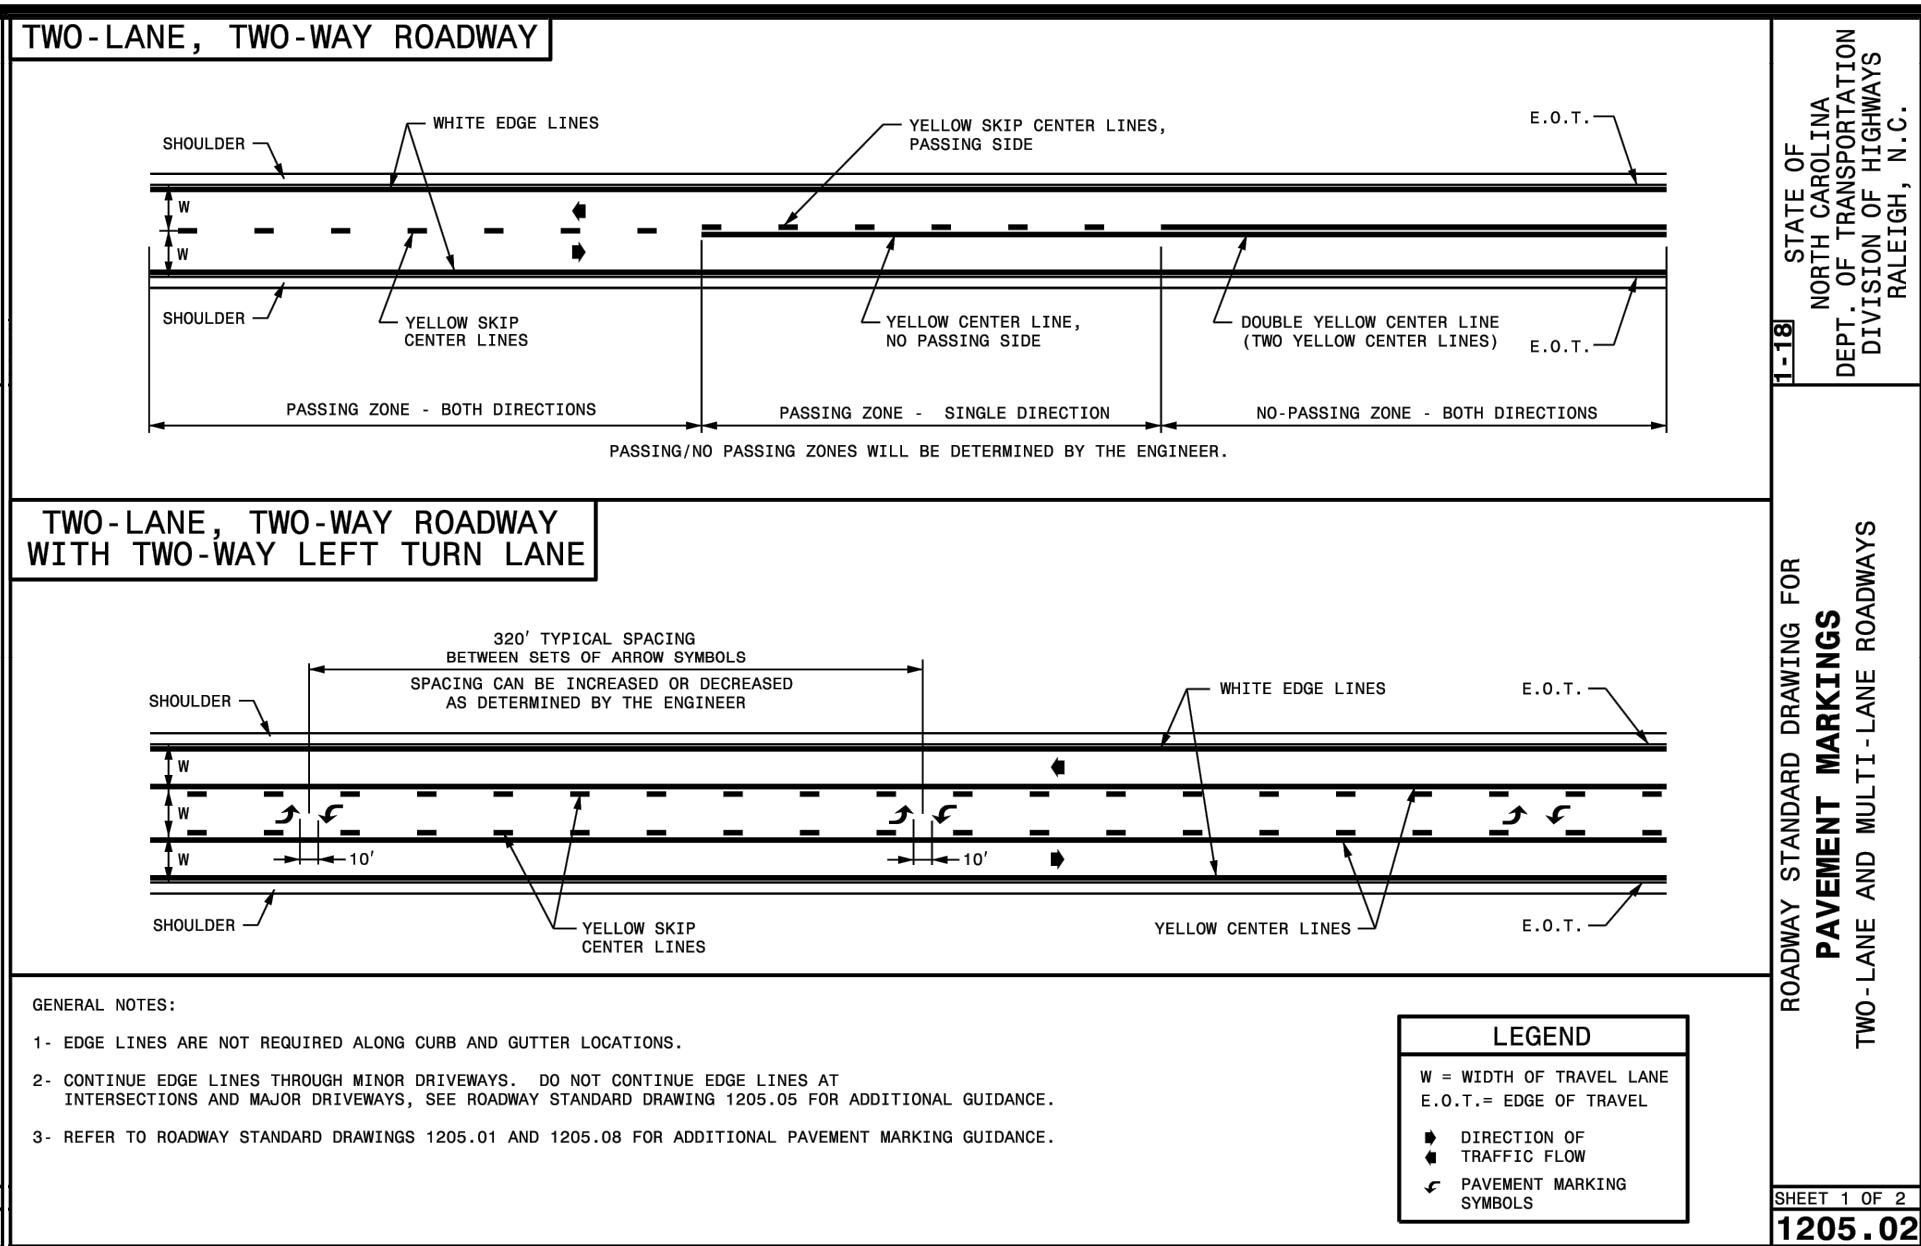 TWO-LANE, TWO-WAY ROADWAY
SHOULDER
WHITE EDGE LINES
YELLOW SKIP CENTER LINES,
PASSING SIDE
E.O.T.
W
W
SHOULDER
YELLOW SKIP
CENTER LINES
YELLOW CENTER LINE,
NO PASSING SIDE
DOUBLE YELLOW CENTER LINE
(TWO YELLOW CENTER LINES)
E.O.T.
PASSING ZONE - BOTH DIRECTIONS
PASSING ZONE - SINGLE DIRECTION
NO-PASSING ZONE - BOTH DIRECTIONS
PASSING/NO PASSING ZONES WILL BE DETERMINED BY THE ENGINEER.
TWO-LANE, TWO-WAY ROADWAY
WITH TWO-WAY LEFT TURN LANE
320' TYPICAL SPACING
BETWEEN SETS OF ARROW SYMBOLS
SPACING CAN BE INCREASED OR DECREASED
AS DETERMINED BY THE ENGINEER
SHOULDER
WHITE EDGE LINES
E.O.T.
W
W
W
10'
10'
SHOULDER
YELLOW SKIP
CENTER LINES
YELLOW CENTER LINES
E.O.T.
GENERAL NOTES:
1- EDGE LINES ARE NOT REQUIRED ALONG CURB AND GUTTER LOCATIONS.
2- CONTINUE EDGE LINES THROUGH MINOR DRIVEWAYS. DO NOT CONTINUE EDGE LINES AT
INTERSECTIONS AND MAJOR DRIVEWAYS, SEE ROADWAY STANDARD DRAWING 1205.05 FOR ADDITIONAL GUIDANCE.
3- REFER TO ROADWAY STANDARD DRAWINGS 1205.01 AND 1205.08 FOR ADDITIONAL PAVEMENT MARKING GUIDANCE.
LEGEND
W = WIDTH OF TRAVEL LANE
E.O.T.= EDGE OF TRAVEL
DIRECTION OF
TRAFFIC FLOW
PAVEMENT MARKING
SYMBOLS
1-18
STATE OF
NORTH CAROLINA
DEPT. OF TRANSPORTATION
DIVISION OF HIGHWAYS
RALEIGH, N.C.
ROADWAY STANDARD DRAWING FOR
PAVEMENT MARKINGS
TWO-LANE AND MULTI-LANE ROADWAYS
SHEET 1 OF 2
1205.02